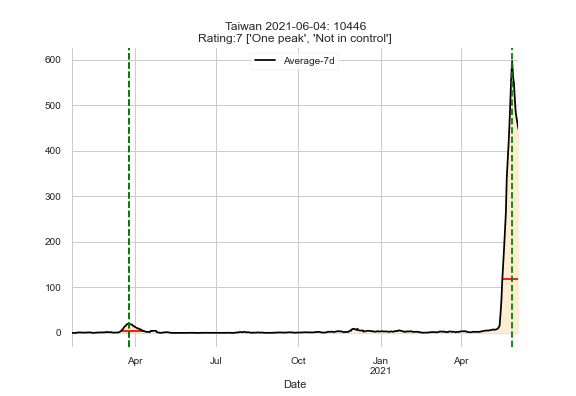 Taiwan 2021-06-04: 10446
Rating:7 ['One peak', 'Not in control']
Average-7d
600
500
400
300
200
100
0
Apr
Jul
Oct
Jan
2021
Apr
Date